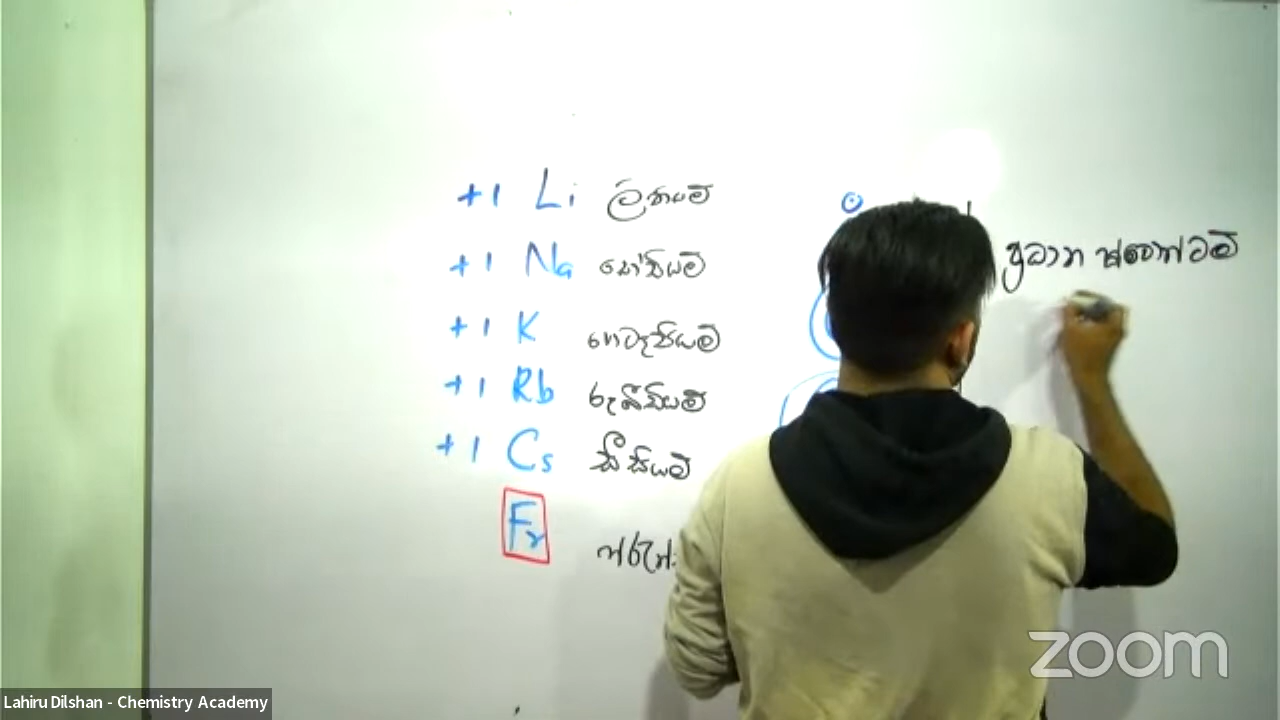 +1 Li ලිතියම්
+1 Na සෝඩියම්
ප්‍රධාන ක්වොන්ටම්
+1 K පොටෑසියම්
+1 Rb රුබීඩියම්
+1 Cs සීසියම්
Fr
zoom
Lahiru Dilshan - Chemistry Academy